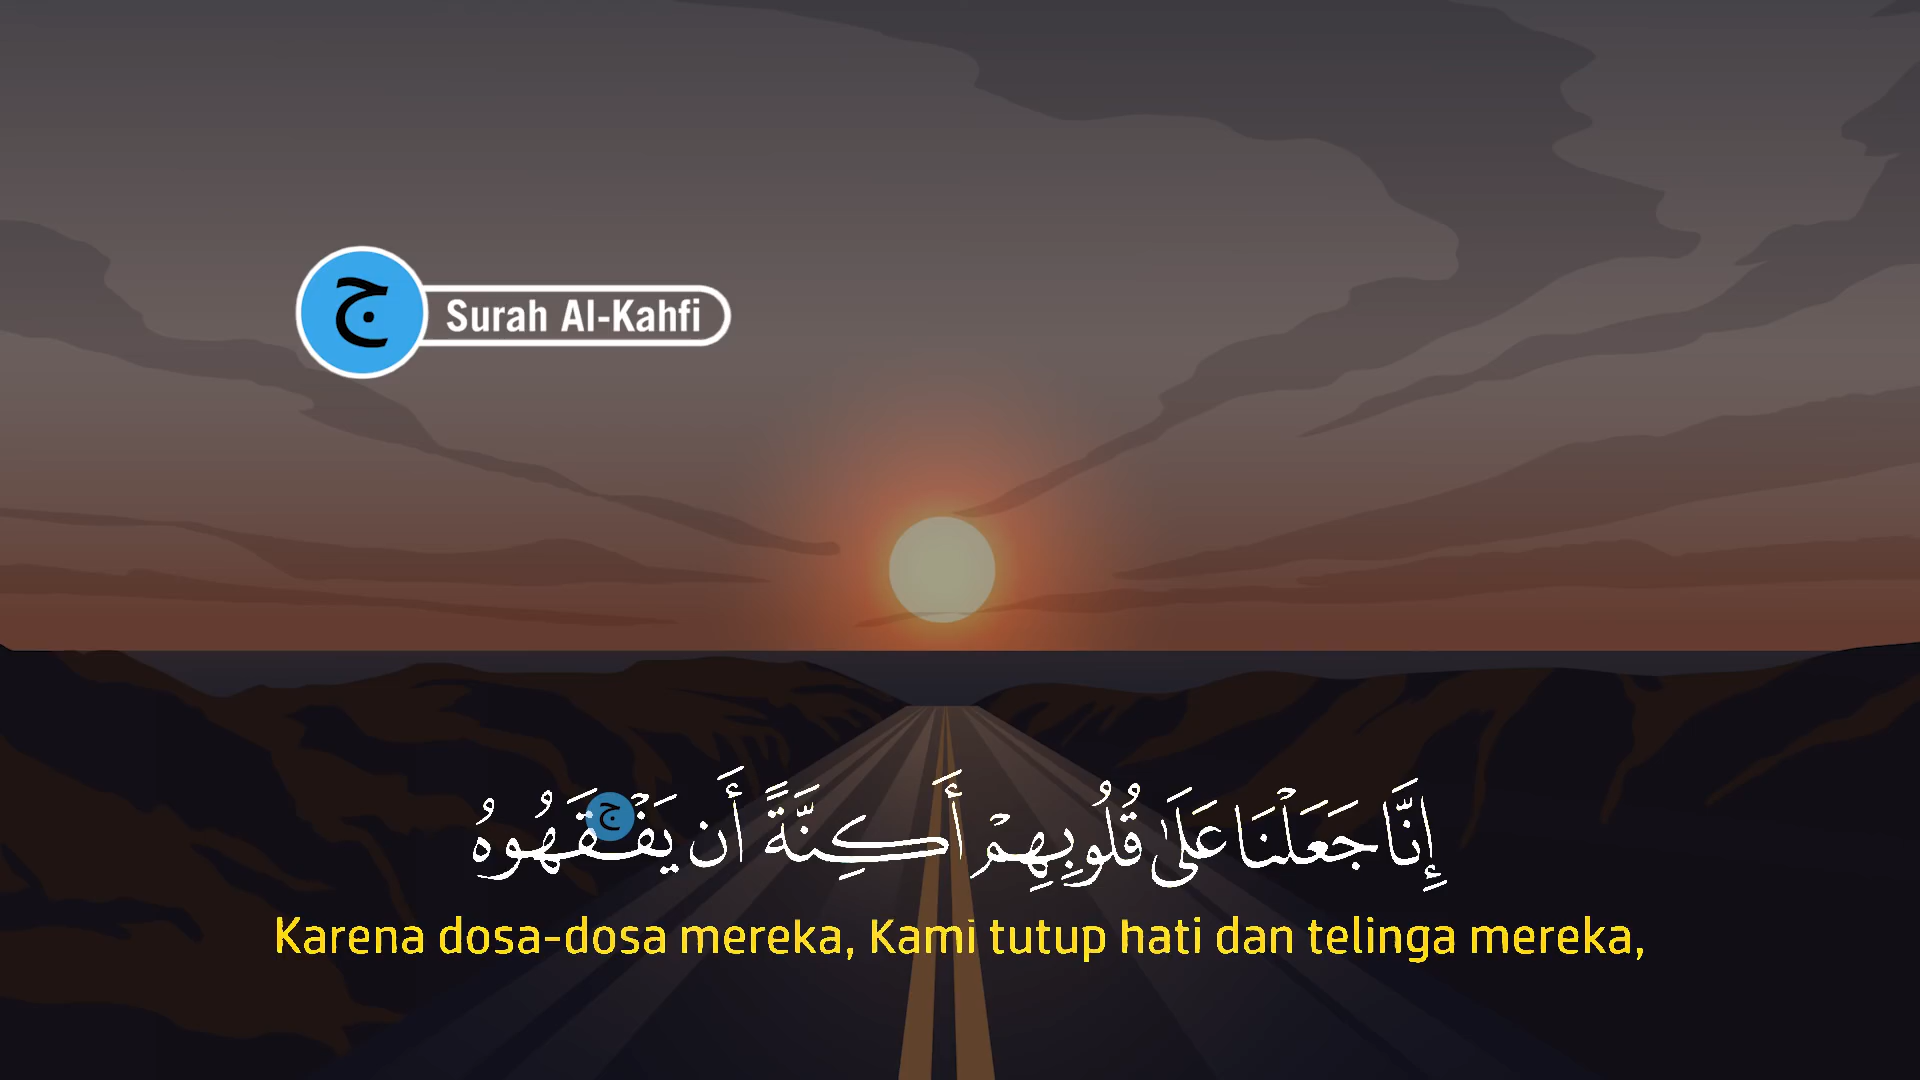 ج
Surah Al-Kahfi
إِنَّا جَعَلْنَا عَلَىٰ قُلُوبِهِمْ أَكِنَّةً أَن يَفْقَهُوهُ
ج
Karena dosa-dosa mereka, Kami tutup hati dan telinga mereka,